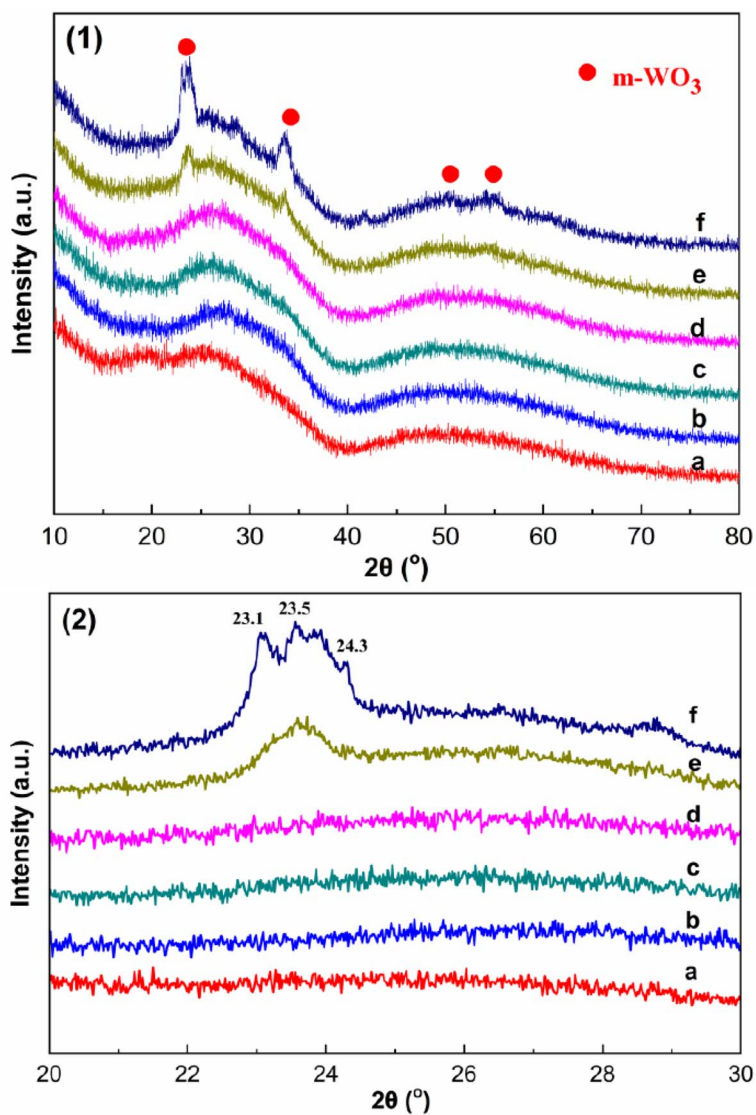 (1)
m-WO3
f
e
d
c
b
a
Intensity (a.u.)
10 20 30 40 50 60 70 80
2θ (°)
(2)
23.1 23.5 24.3
f
e
d
c
b
a
Intensity (a.u.)
20 22 24 26 28 30
2θ (°)